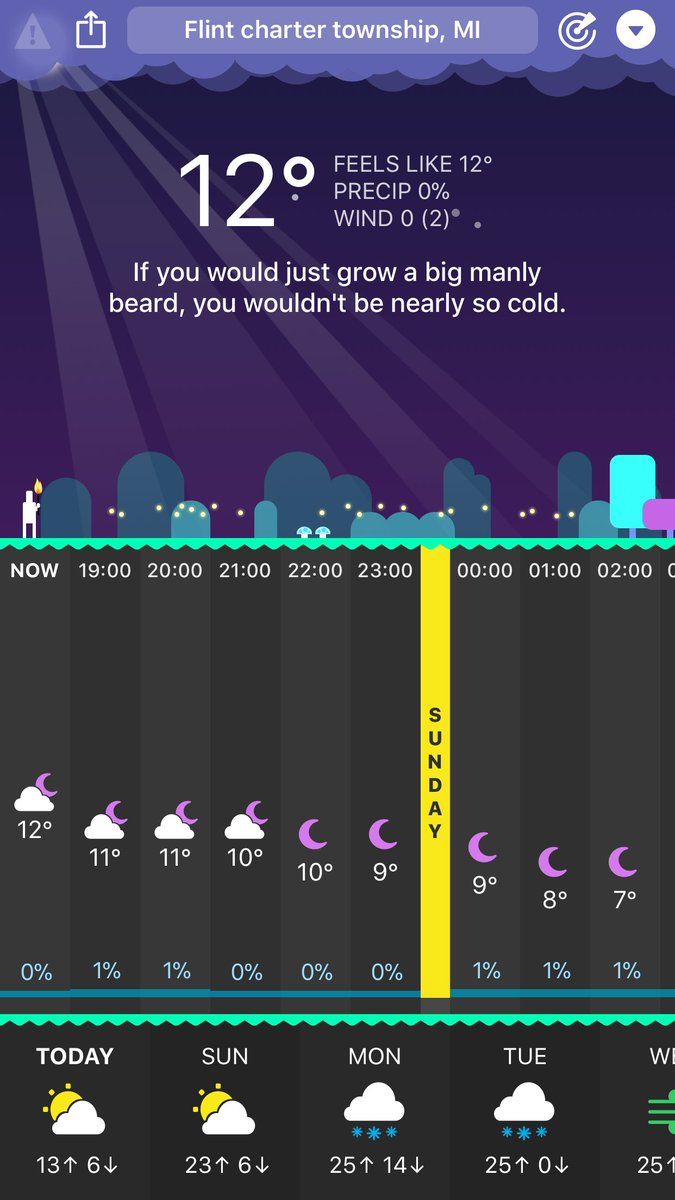 Flint charter township, MI
12°
FEELS LIKE 12°
PRECIP 0%
WIND 0 (2)
If you would just grow a big manly
beard, you wouldn't be nearly so cold.
NOW 19:00 20:00 21:00 22:00 23:00 00:00 01:00 02:00
SUNDAY
12° 11° 11° 10° 10° 9° 9° 8° 7°
0% 1% 1% 0% 0% 0% 1% 1% 1%
TODAY SUN MON TUE
13↑ 6↓ 23↑ 6↓ 25↑ 14↓ 25↑ 0↓